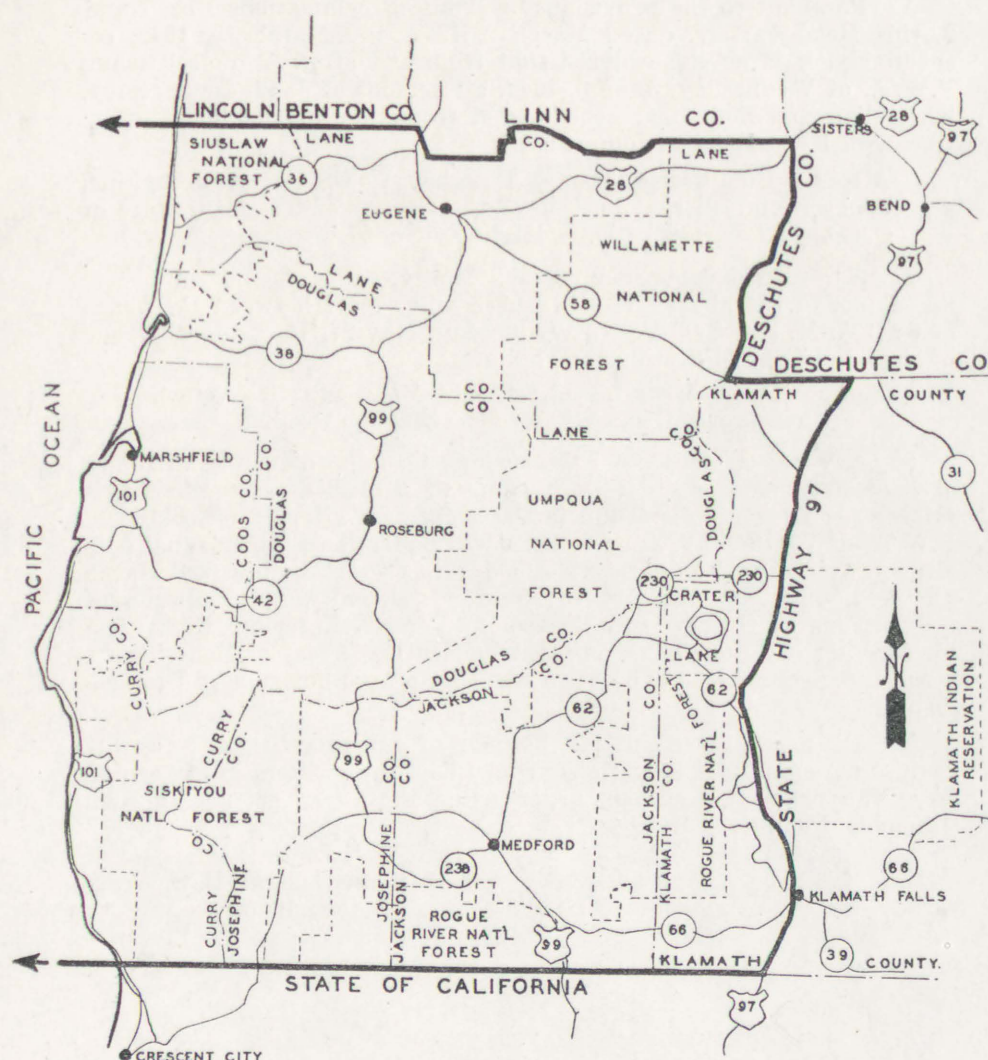 LINCOLN BENTON CO. LINN CO.
LANE CO. LANE
SIUSLAW
NATIONAL
FOREST
36
28
SISTERS
28
97
EUGENE
BEND
97
WILLAMETTE
NATIONAL
FOREST
58
LANE
DOUGLAS
DESCHUTES CO.
DESCHUTES CO
KLAMATH COUNTY
38
99
CO.
CO
LANE CO.
DOUGLAS CO.
31
PACIFIC OCEAN
MARSHFIELD
101
COOS CO.
DOUGLAS CO.
ROSEBURG
UMPQUA
NATIONAL
FOREST
STATE HIGHWAY 97
42
230
230
CRATER
LAKE
CURRY CO.
DOUGLAS CO.
JACKSON CO.
62
62
N
KLAMATH INDIAN
RESERVATION
CURRY
CO.
101
99
SISKIYOU
NATL FOREST
CO.
CURRY
JOSEPHINE
JOSEPHINE CO.
JACKSON CO.
JACKSON CO.
KLAMATH CO.
ROGUE RIVER NATL FOREST
MEDFORD
238
ROGUE
RIVER NATL
FOREST
99
66
66
KLAMATH FALLS
39
KLAMATH COUNTY.
STATE OF CALIFORNIA
97
CRESCENT CITY